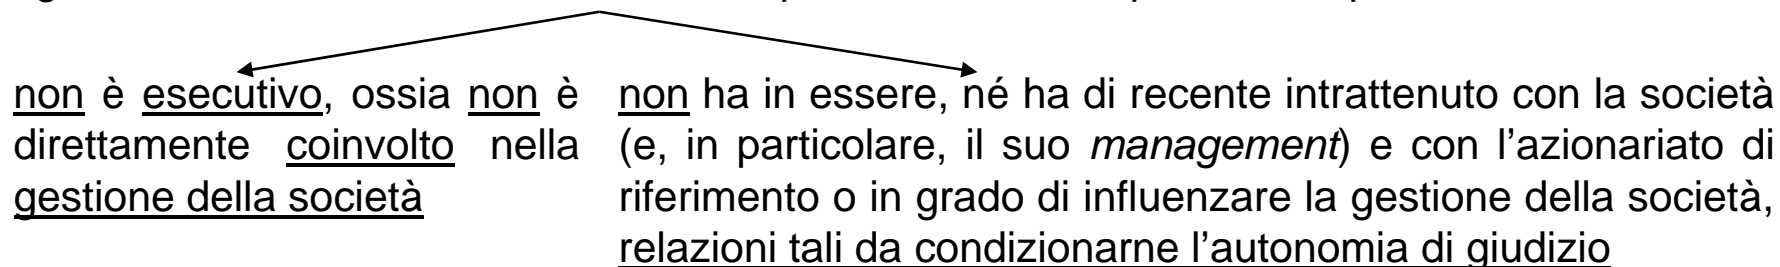 non è esecutivo, ossia non è
direttamente coinvolto nella
gestione della società
non ha in essere, né ha di recente intrattenuto con la società
(e, in particolare, il suo management) e con l’azionariato di
riferimento o in grado di influenzare la gestione della società,
relazioni tali da condizionarne l’autonomia di giudizio